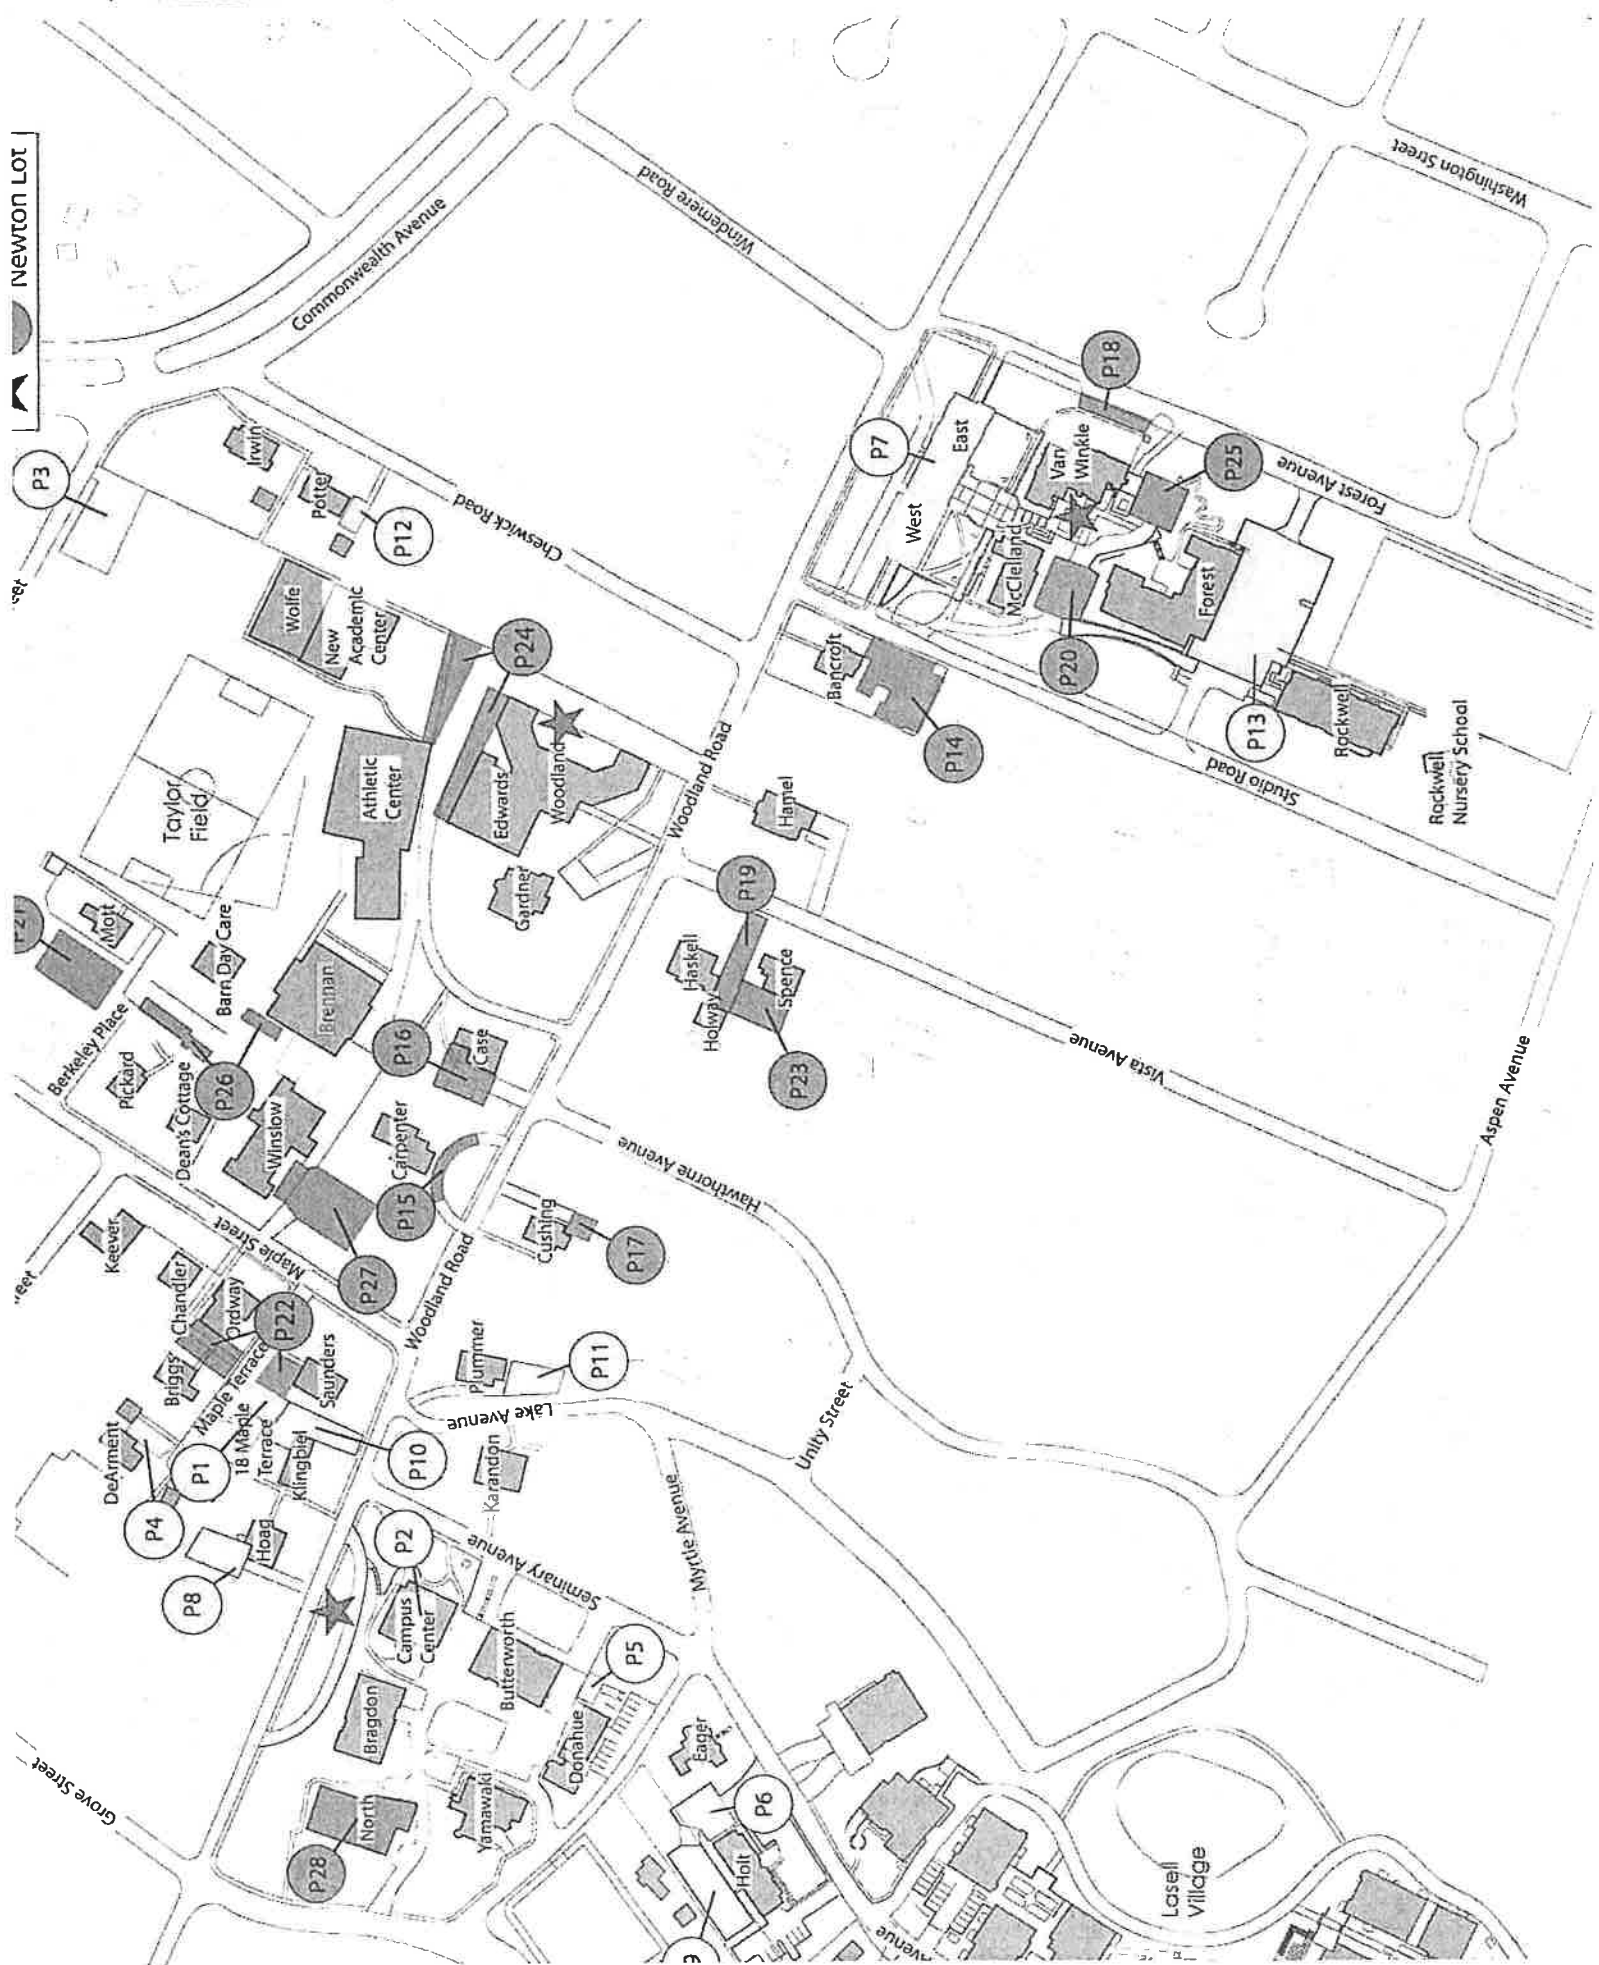 Newton Lot
P3
Irwin
Potter
P12
Commonwealth Avenue
Windemere Road
Washington Street
Cheswick Road
Wolfe
New
Academic
Center
P24
Taylor
Field
Athletic
Center
Edwards
Woodland
Gardner
Woodland Road
P7
East
West
Van
Winkle
P18
P25
Forest Avenue
McClelland
P20
Forest
P13
Rockwell
Rockwell
Nursery School
Studio Road
Bancroft
P14
Hamel
P19
Haskell
Holway
Spence
P23
Vista Avenue
Aspen Avenue
P21
Mott
Barn Day Care
Berkeley Place
Pickard
Dean's Cottage
P26
Brennan
Winslow
P16
Case
Carpenter
P15
P27
Hawthorne Avenue
Cushing
P17
Woodland Road
Maple Street
Keever
Chandler
Ordway
P22
Briggs
Maple Terrace
Saunders
DeArment
P4
P1
18 Maple
Terrace
Klingbiel
P10
Plummer
P11
Lake Avenue
Karandon
Unity Street
Hoag
P8
P2
Campus
Center
Seminary Avenue
Myrtle Avenue
Butterworth
P5
Bragdon
Donahue
Eager
Grove Street
North
P28
Yamawaki
P6
Holt
Avenue
Lasell
Village